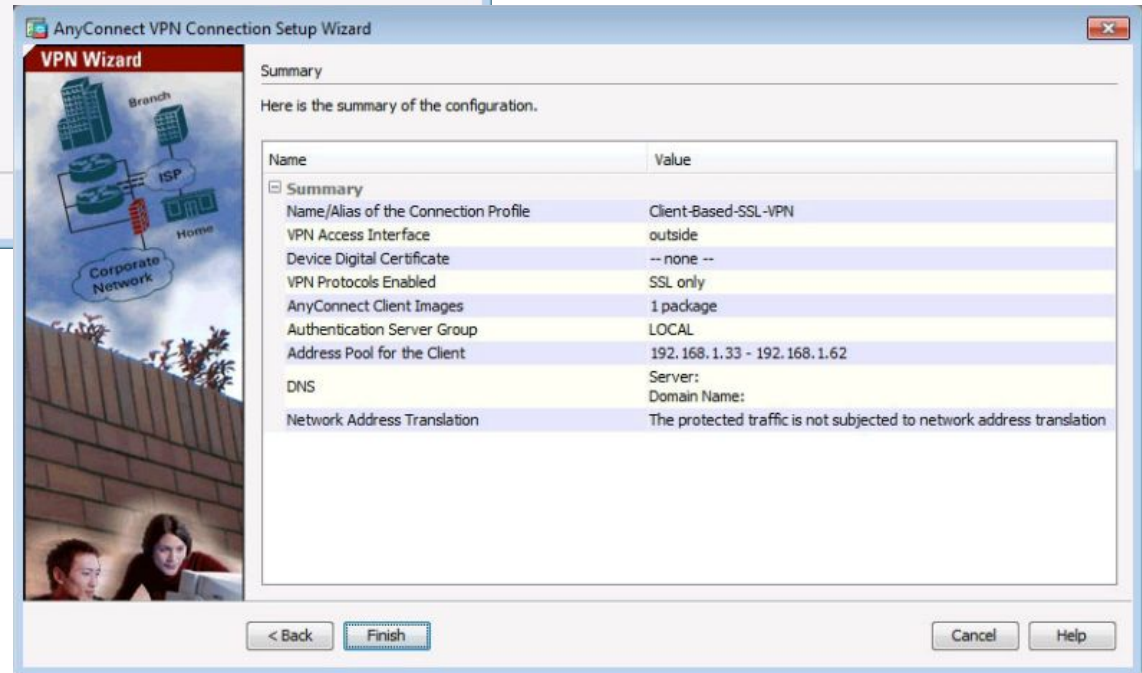 AnyConnect VPN Connection Setup Wizard
VPN Wizard
Branch
ISP
Home
Corporate
Network
Summary
Here is the summary of the configuration.
Name Value
Summary
Name/Alias of the Connection Profile Client-Based-SSL-VPN
VPN Access Interface outside
Device Digital Certificate -- none --
VPN Protocols Enabled SSL only
AnyConnect Client Images 1 package
Authentication Server Group LOCAL
Address Pool for the Client 192.168.1.33 - 192.168.1.62
DNS Server:
Domain Name:
Network Address Translation The protected traffic is not subjected to network address translation
< Back Finish Cancel Help